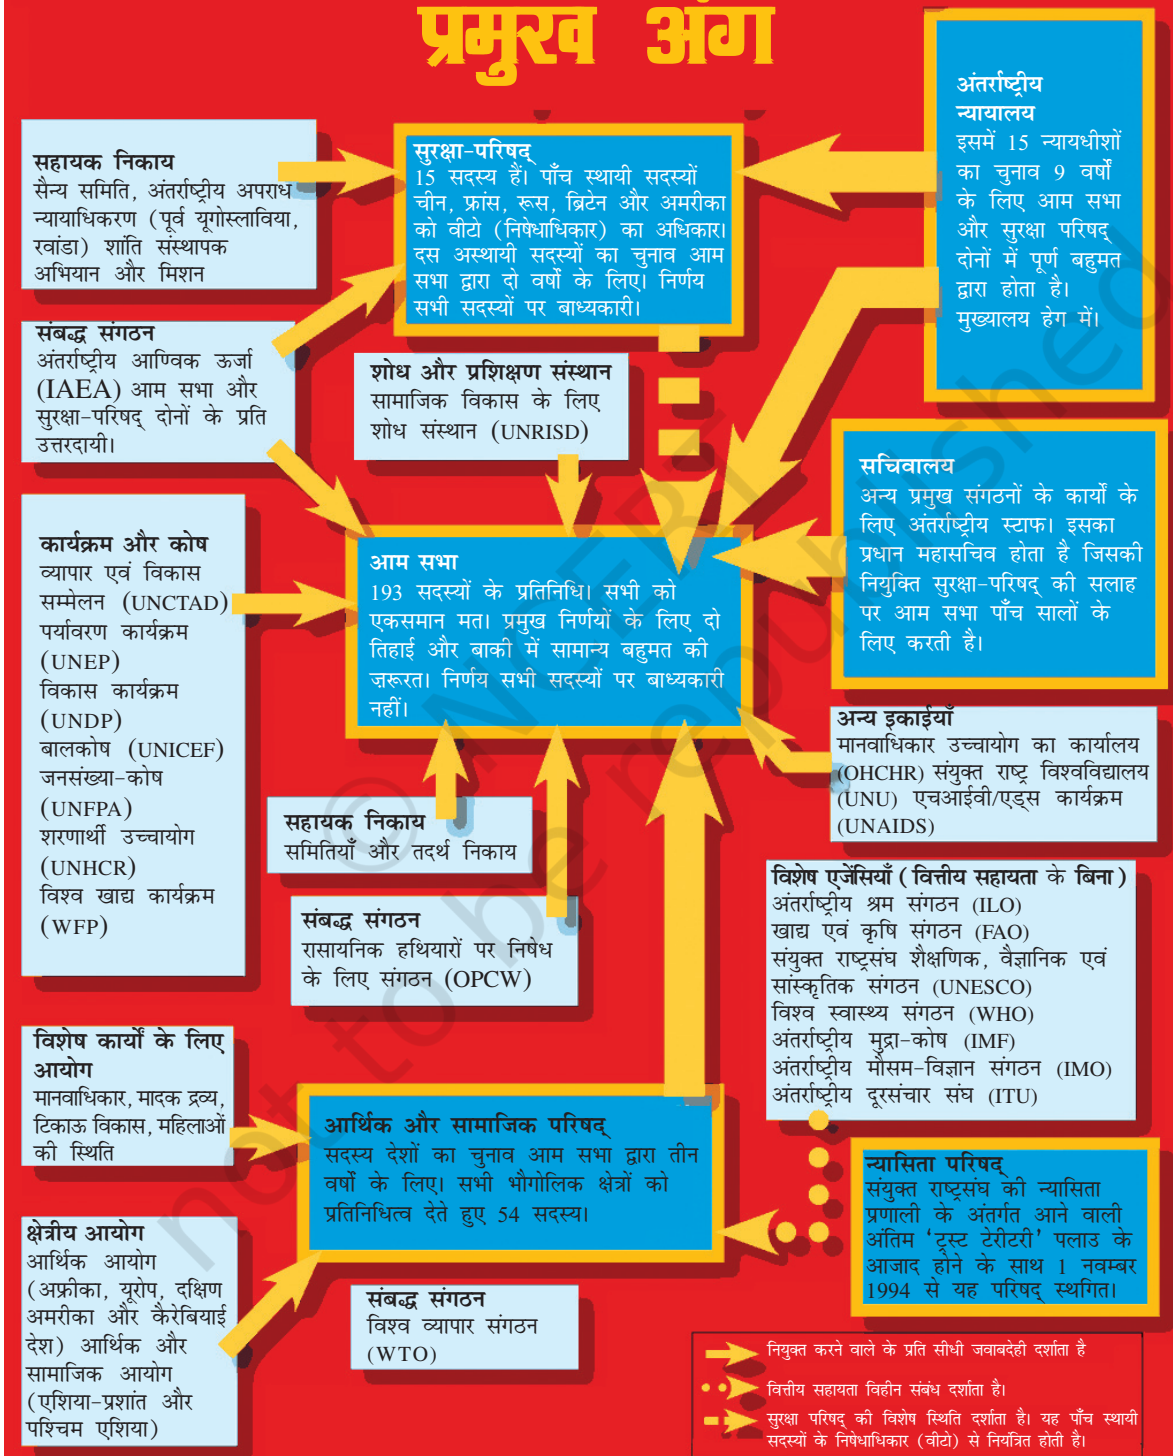 प्रमुख अंग
अंतर्राष्ट्रीय
न्यायालय
इसमें 15 न्यायधीशों
का चुनाव 9 वर्षों
के लिए आम सभा
और सुरक्षा परिषद्
दोनों में पूर्ण बहुमत
द्वारा होता है।
मुख्यालय हेग में।
सहायक निकाय
सैन्य समिति, अंतर्राष्ट्रीय अपराध
न्यायाधिकरण (पूर्व यूगोस्लाविया,
रवांडा) शांति संस्थापक
अभियान और मिशन
सुरक्षा-परिषद्
15 सदस्य हैं। पाँच स्थायी सदस्यों
चीन, फ्रांस, रूस, ब्रिटेन और अमरीका
को वीटो (निषेधाधिकार) का अधिकार।
दस अस्थायी सदस्यों का चुनाव आम
सभा द्वारा दो वर्षों के लिए। निर्णय
सभी सदस्यों पर बाध्यकारी।
संबद्ध संगठन
अंतर्राष्ट्रीय आण्विक ऊर्जा
(IAEA) आम सभा और
सुरक्षा-परिषद् दोनों के प्रति
उत्तरदायी।
शोध और प्रशिक्षण संस्थान
सामाजिक विकास के लिए
शोध संस्थान (UNRISD)
सचिवालय
अन्य प्रमुख संगठनों के कार्यों के
लिए अंतर्राष्ट्रीय स्टाफ। इसका
प्रधान महासचिव होता है जिसकी
नियुक्ति सुरक्षा-परिषद् की सलाह
पर आम सभा पाँच सालों के
लिए करती है।
कार्यक्रम और कोष
व्यापार एवं विकास
सम्मेलन (UNCTAD)
पर्यावरण कार्यक्रम
(UNEP)
विकास कार्यक्रम
(UNDP)
बालकोष (UNICEF)
जनसंख्या-कोष
(UNFPA)
शरणार्थी उच्चायोग
(UNHCR)
विश्व खाद्य कार्यक्रम
(WFP)
आम सभा
193 सदस्यों के प्रतिनिधि। सभी को
एकसमान मत। प्रमुख निर्णयों के लिए दो
तिहाई और बाकी में सामान्य बहुमत की
ज़रूरत। निर्णय सभी सदस्यों पर बाध्यकारी
नहीं।
अन्य इकाईयाँ
मानवाधिकार उच्चायोग का कार्यालय
(OHCHR) संयुक्त राष्ट्र विश्वविद्यालय
(UNU) एचआईवी/एड्स कार्यक्रम
(UNAIDS)
सहायक निकाय
समितियाँ और तदर्थ निकाय
संबद्ध संगठन
रासायनिक हथियारों पर निषेध
के लिए संगठन (OPCW)
विशेष एजेंसियाँ (वित्तीय सहायता के बिना)
अंतर्राष्ट्रीय श्रम संगठन (ILO)
खाद्य एवं कृषि संगठन (FAO)
संयुक्त राष्ट्रसंघ शैक्षणिक, वैज्ञानिक एवं
सांस्कृतिक संगठन (UNESCO)
विश्व स्वास्थ्य संगठन (WHO)
अंतर्राष्ट्रीय मुद्रा-कोष (IMF)
अंतर्राष्ट्रीय मौसम-विज्ञान संगठन (IMO)
अंतर्राष्ट्रीय दूरसंचार संघ (ITU)
विशेष कार्यों के लिए
आयोग
मानवाधिकार, मादक द्रव्य,
टिकाऊ विकास, महिलाओं
की स्थिति
आर्थिक और सामाजिक परिषद्
सदस्य देशों का चुनाव आम सभा द्वारा तीन
वर्षों के लिए। सभी भौगोलिक क्षेत्रों को
प्रतिनिधित्व देते हुए 54 सदस्य।
न्यासिता परिषद्
संयुक्त राष्ट्रसंघ की न्यासिता
प्रणाली के अंतर्गत आने वाली
अंतिम ‘ट्रस्ट टेरीटरी’ पलाउ के
आजाद होने के साथ 1 नवम्बर
1994 से यह परिषद् स्थगित।
क्षेत्रीय आयोग
आर्थिक आयोग
(अफ्रीका, यूरोप, दक्षिण
अमरीका और कैरेबियाई
देश) आर्थिक और
सामाजिक आयोग
(एशिया-प्रशांत और
पश्चिम एशिया)
संबद्ध संगठन
विश्व व्यापार संगठन
(WTO)
नियुक्त करने वाले के प्रति सीधी जवाबदेही दर्शाता है
वित्तीय सहायता विहीन संबंध दर्शाता है।
सुरक्षा परिषद् की विशेष स्थिति दर्शाता है। यह पाँच स्थायी
सदस्यों के निषेधाधिकार (वीटो) से नियंत्रित होती है।
© NCERT
not to be republished